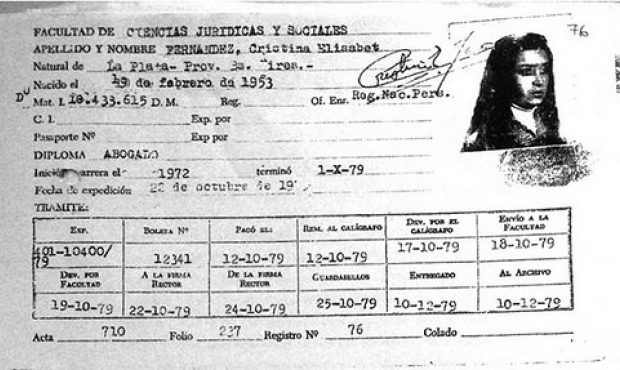 76
FACULTAD DE CIENCIAS JURIDICAS Y SOCIALES
APELLIDO Y NOMBRE FERNANDEZ, Cristina Elisabet
Natural de La Plata- Prov. Bs. Aires.-
Nacido el 19 de febrero de 1953
DU Mat. I. 10.433.615 D. M. Reg. Of. Enr. Reg.Nac.Pers.
C. I. Exp. por
Pasaporte Nº Exp por
DIPLOMA ABOGADO
Inició carrera el 1972 terminó 1-X-79
Fecha de expedición 22 de octubre de
TRAMITE:
EXP. BOLETA Nº PAGÓ EL: REM. AL CALÍGRAFO DEV. POR EL CALÍGRAFO ENVÍO A LA FACULTAD
401-10400/79 12341 12-10-79 12-10-79 17-10-79 18-10-79
DEV. POR FACULTAD A LA FIRMA RECTOR DE LA FIRMA RECTOR GUARDASELLOS ENTREGADO AL ARCHIVO
19-10-79 22-10-79 24-10-79 25-10-79 10-12-79 10-12-79
Acta 710 Folio 237 Registro Nº 76 Colado